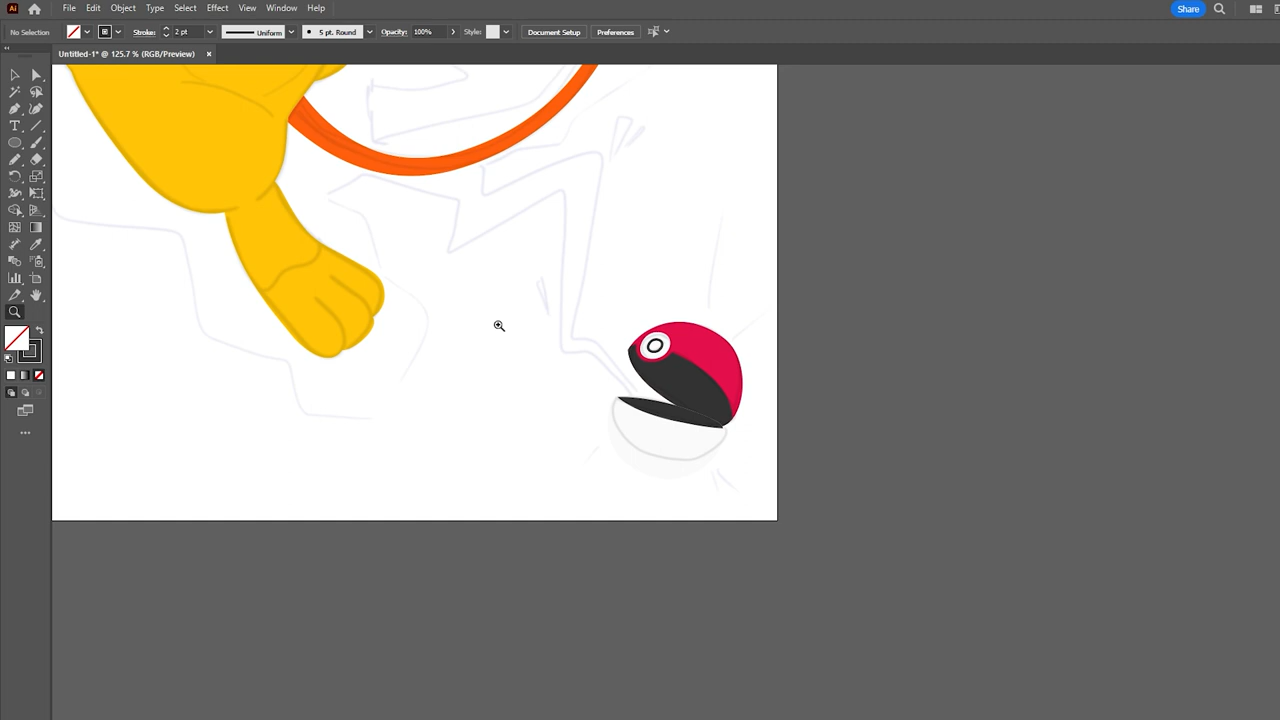 Ai File Edit Object Type Select Effect View Window Help Share
No Selection Stroke: 2 pt Uniform 5 pt. Round Opacity: 100% Style: Document Setup Preferences
Untitled-1* @ 125.7 % (RGB/Preview) ×